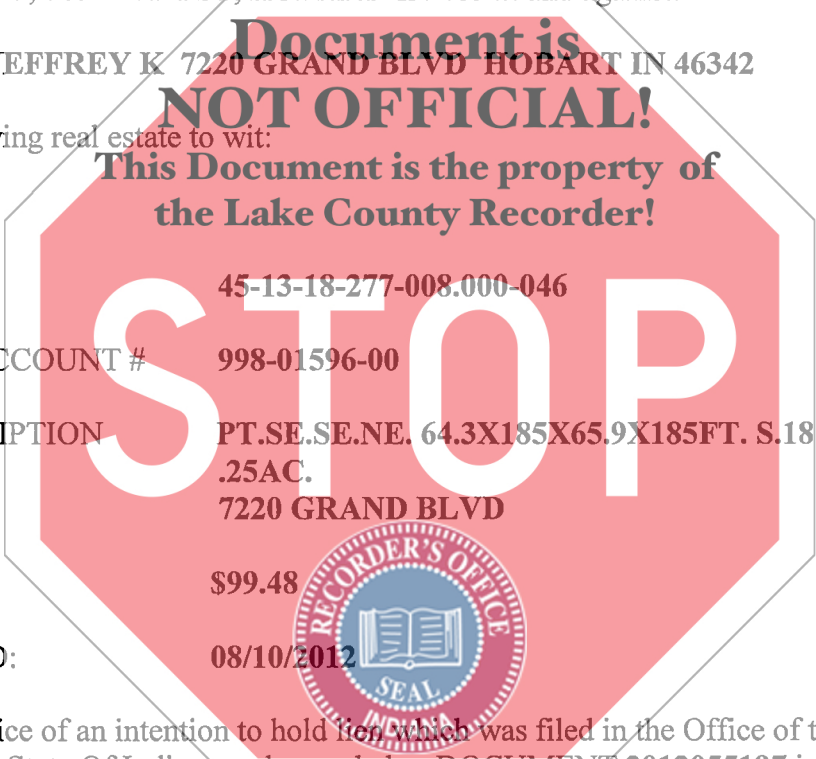 Document is
EFFREY K 7220 GRAND BLVD HOBART IN 46342
NOT OFFICIAL!
ing real estate to wit:
This Document is the property of
the Lake County Recorder!
45-13-18-277-008.000-046
STOP
CCOUNT # 998-01596-00
IPTION PT.SE.SE.NE. 64.3X185X65.9X185FT. S.18
.25AC.
7220 GRAND BLVD
$99.48
RECORDER'S OFFICE
SEAL
INDIANA
D: 08/10/2012
ice of an intention to hold lien which was filed in the Office of t